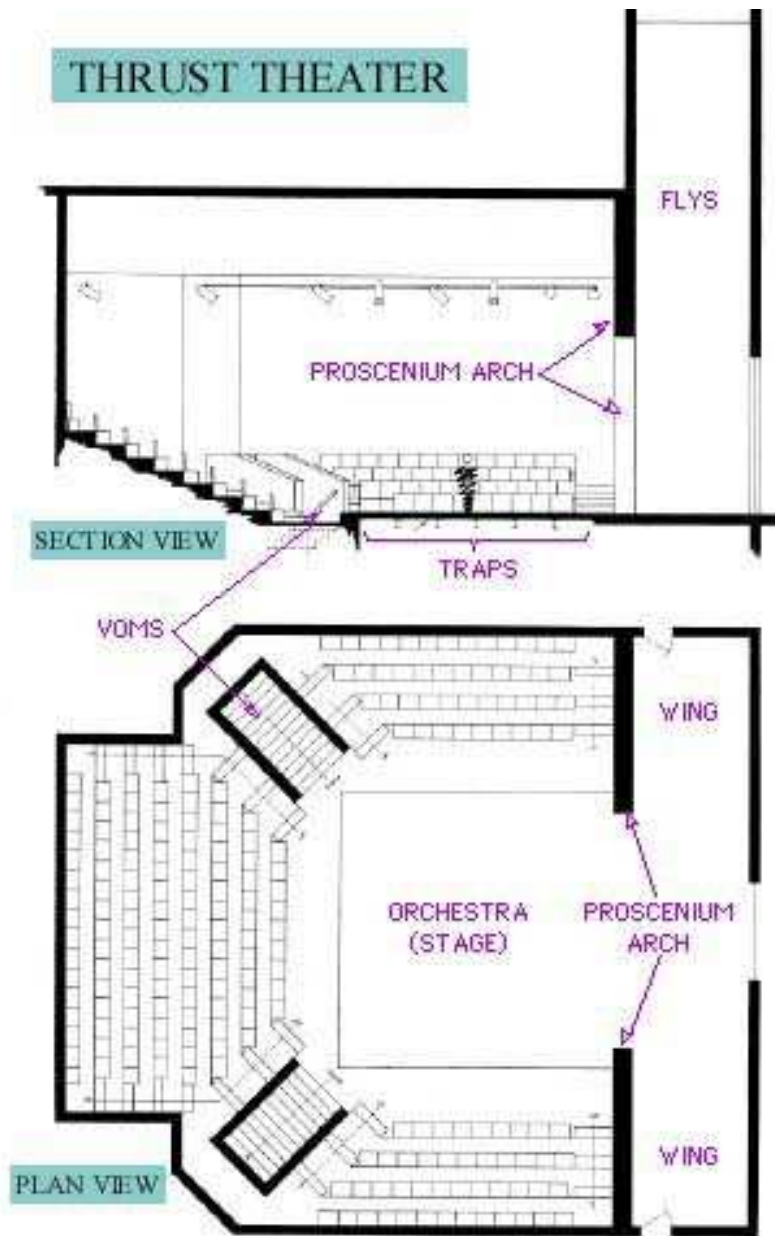 THRUST THEATER
FLYS
PROSCENIUM ARCH
SECTION VIEW
TRAPS
VOMS
WING
ORCHESTRA
(STAGE)
PROSCENIUM
ARCH
WING
PLAN VIEW